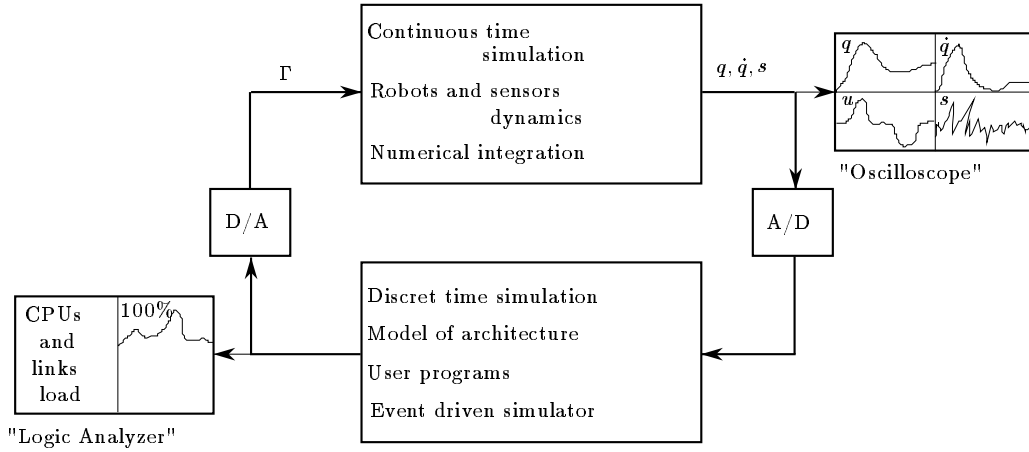 Continuous time
simulation
Robots and sensors
dynamics
Numerical integration
Γ
q, q̇, s
q
q̇
u
s
"Oscilloscope"
D/A
A/D
Discret time simulation
Model of architecture
User programs
Event driven simulator
CPUs
and
links
load
100%
"Logic Analyzer"